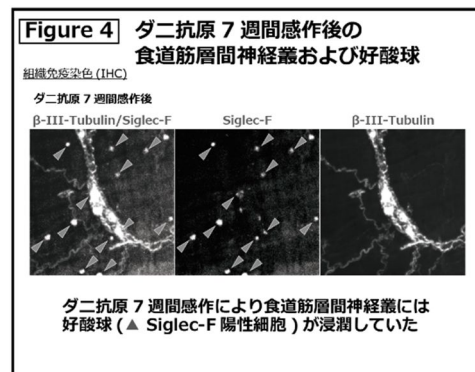 Figure 4 ダニ抗原7週間感作後の
食道筋層間神経叢および好酸球
組織免疫染色(IHC)
ダニ抗原7週間感作後
β-III-Tubulin/Siglec-F Siglec-F β-III-Tubulin
ダニ抗原7週間感作により食道筋層間神経叢には
好酸球(▲ Siglec-F 陽性細胞)が浸潤していた